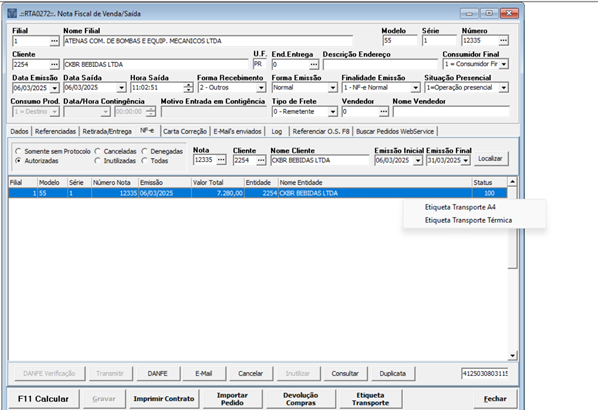 .::RTA0272::. Nota Fiscal de Venda/Saída
Filial Nome Filial Modelo Série Número
1 ATENAS COM. DE BOMBAS E EQUIP. MECANICOS LTDA 55 1 12335
Cliente U.F. End.Entrega Descrição Endereço Consumidor Final
2254 CKBR BEBIDAS LTDA PR 0 1 = Consumidor Fir
Data Emissão Data Saída Hora Saída Forma Recebimento Forma Emissão Finalidade Emissão Situação Presencial
06/03/2025 06/03/2025 11:02:51 2 - Outros Normal 1 - NF-e Normal 1=Operação presencial
Consumo Prod. Data/Hora Contingência Motivo Entrada em Contigência Tipo de Frete Vendedor Nome Vendedor
1 = Destino 00:00:00 0 - Remetente 0
Dados Referenciadas Retirada/Entrega NF-e Carta Correção E-Mail's enviados Log Referenciar O.S. F8 Buscar Pedidos WebService
Somente sem Protocolo Canceladas Denegadas Nota Cliente Nome Cliente Emissão Inicial Emissão Final
Autorizadas Inutilizadas Todas 12335 2254 CKBR BEBIDAS LTDA 06/03/2025 31/03/2025 Localizar
Filial Modelo Série Número Nota Emissão Valor Total Entidade Nome Entidade Status
1 55 1 12335 06/03/2025 7.280,00 2254 CKBR BEBIDAS LTDA 100
Etiqueta Transporte A4
Etiqueta Transporte Térmica
DANFE Verificação Transmitir DANFE E-Mail Cancelar Inutilizar Consultar Duplicata 4125030803115
F11 Calcular Gravar Imprimir Contrato Importar Pedido Devolução Compras Etiqueta Transporte Fechar